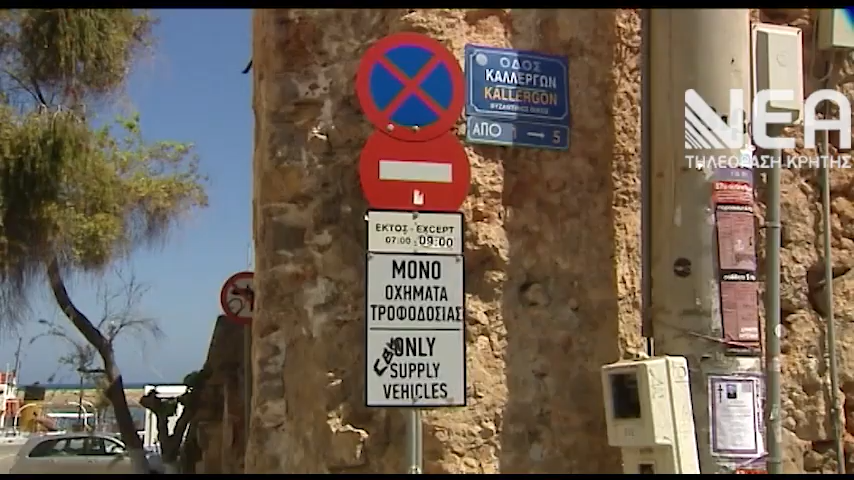 ΟΔΟΣ
ΚΑΛΛΕΡΓΩΝ
KALLERGON
ΑΠΟ 1 → 5
ΝΕΑ
ΤΗΛΕΟΡΑΣΗ ΚΡΗΤΗΣ
ΕΚΤΟΣ - EXCEPT
07:00 - 09:00
ΜΟΝΟ
ΟΧΗΜΑΤΑ
ΤΡΟΦΟΔΟΣΙΑΣ
ONLY
SUPPLY
VEHICLES